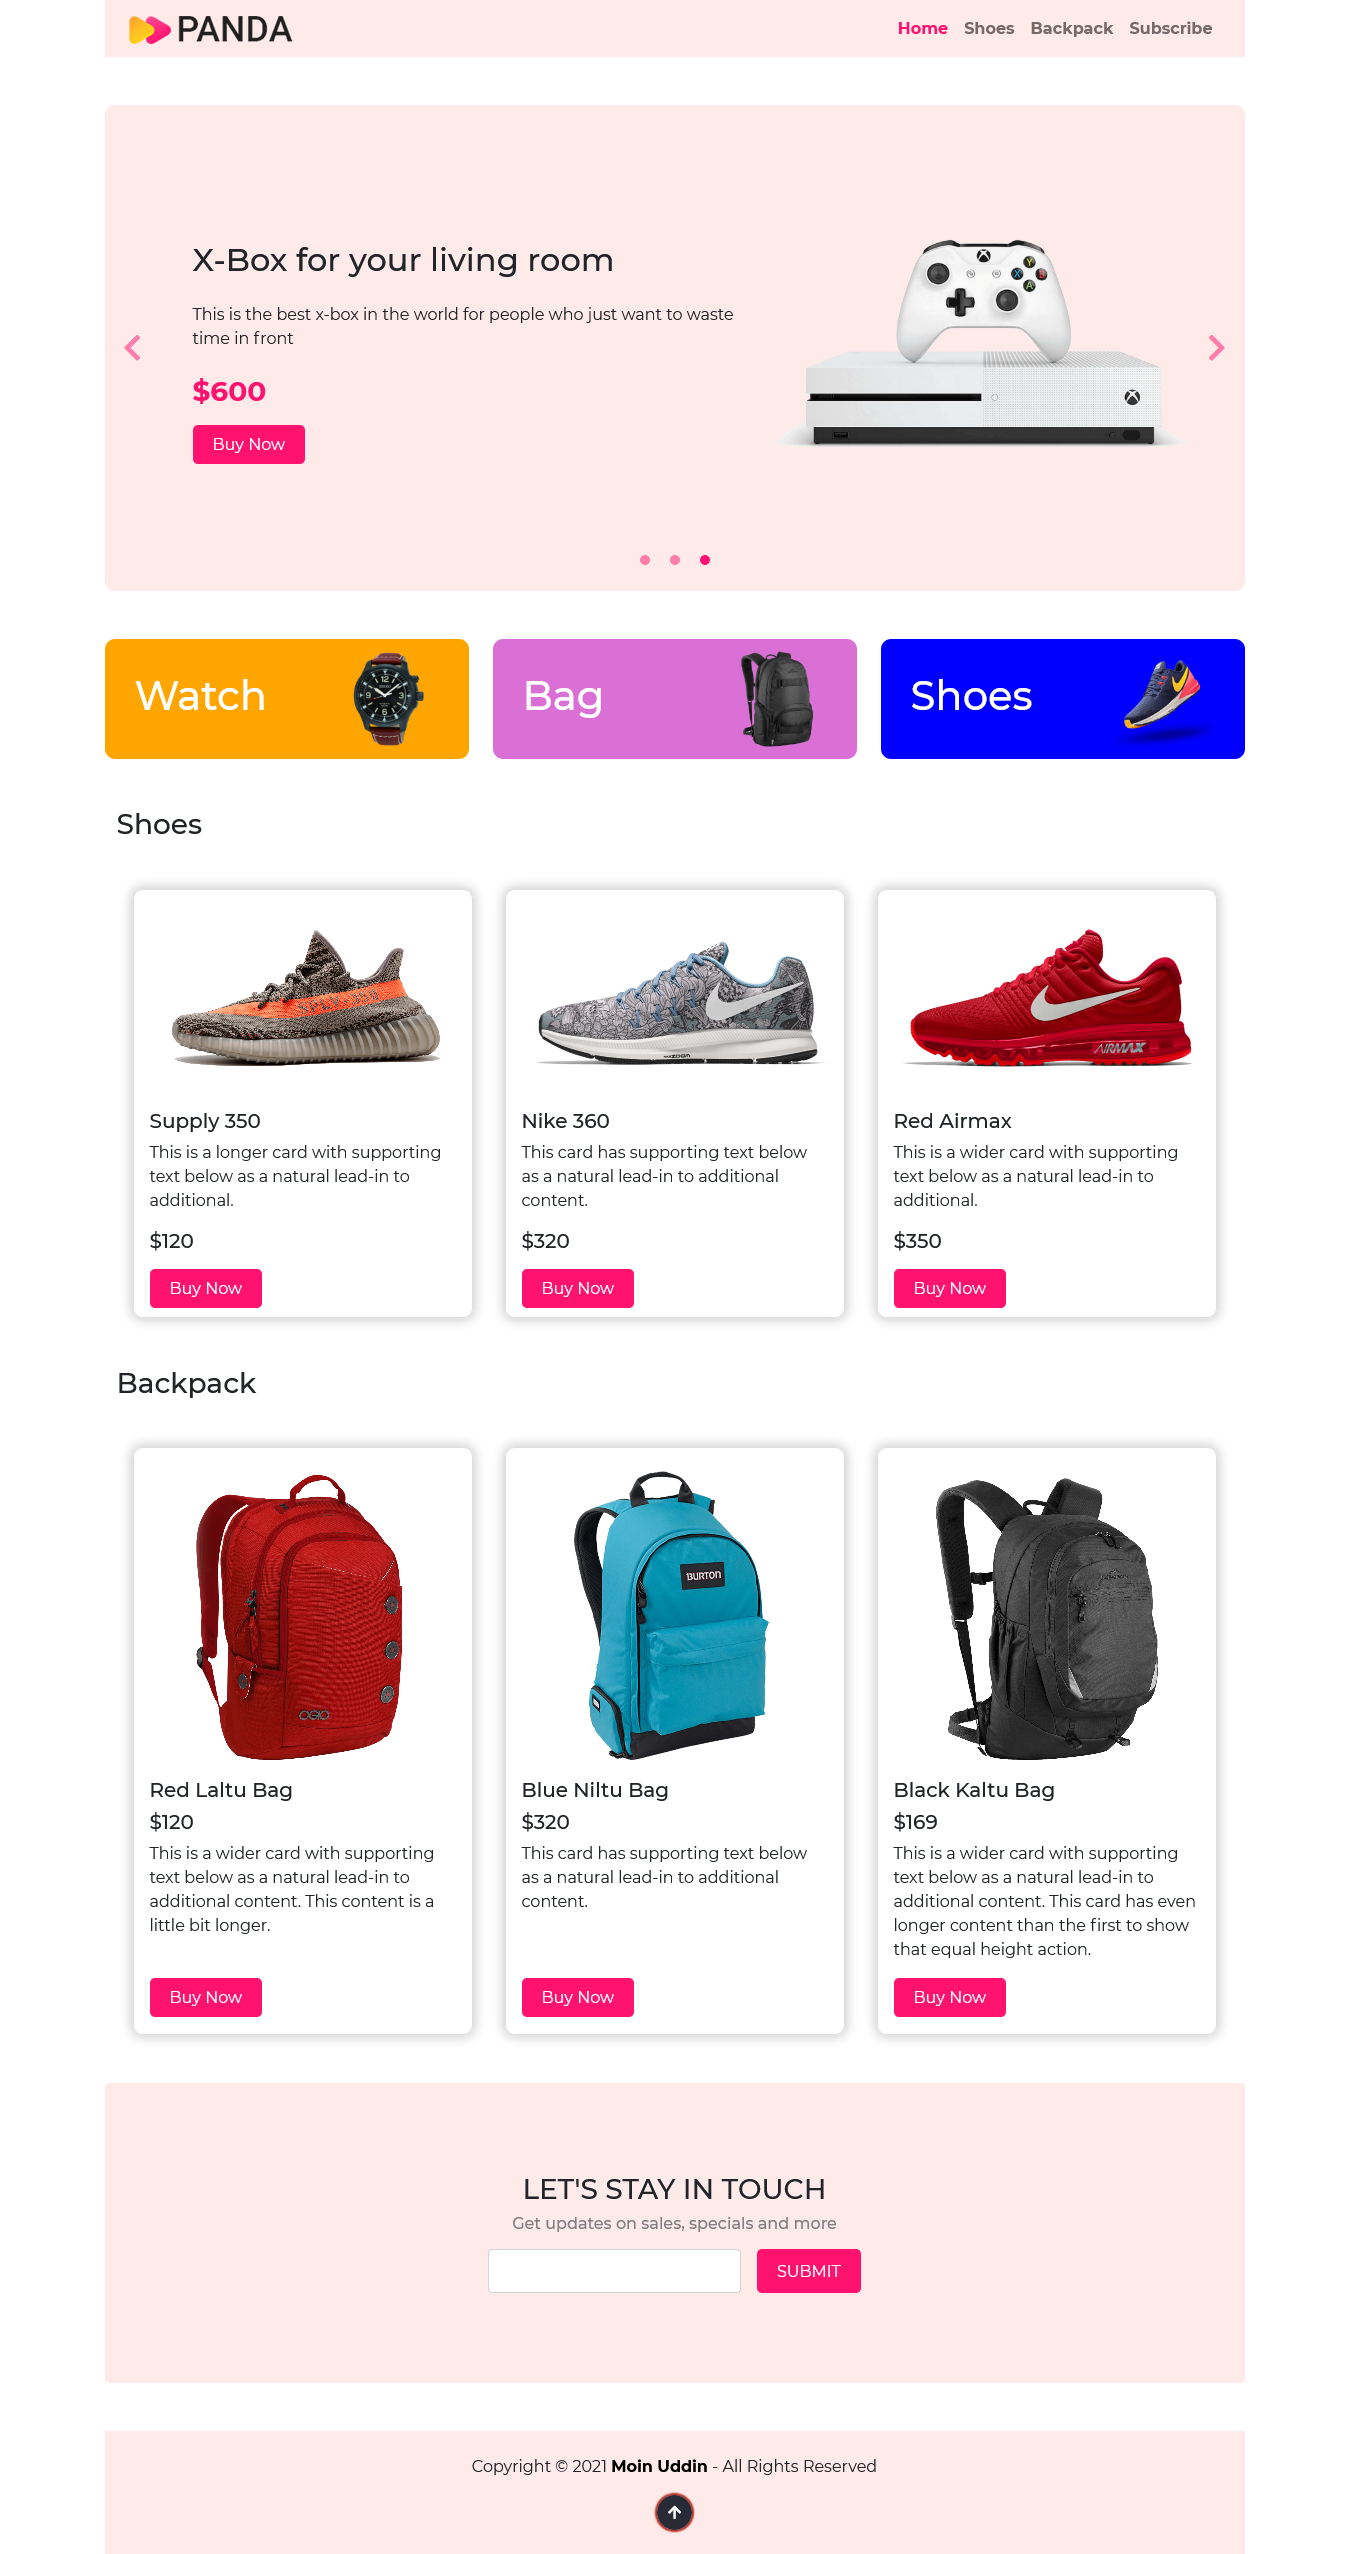 PANDA
Home Shoes Backpack Subscribe
X-Box for your living room
This is the best x-box in the world for people who just want to waste
time in front
$600
Buy Now
Watch
Bag
Shoes
Shoes
Supply 350
This is a longer card with supporting
text below as a natural lead-in to
additional.
$120
Buy Now
Nike 360
This card has supporting text below
as a natural lead-in to additional
content.
$320
Buy Now
AIRMAX
Red Airmax
This is a wider card with supporting
text below as a natural lead-in to
additional.
$350
Buy Now
Backpack
OGIO
Red Laltu Bag
$120
This is a wider card with supporting
text below as a natural lead-in to
additional content. This content is a
little bit longer.
Buy Now
BURTON
Blue Niltu Bag
$320
This card has supporting text below
as a natural lead-in to additional
content.
Buy Now
Black Kaltu Bag
$169
This is a wider card with supporting
text below as a natural lead-in to
additional content. This card has even
longer content than the first to show
that equal height action.
Buy Now
LET'S STAY IN TOUCH
Get updates on sales, specials and more
SUBMIT
Copyright © 2021 Moin Uddin - All Rights Reserved